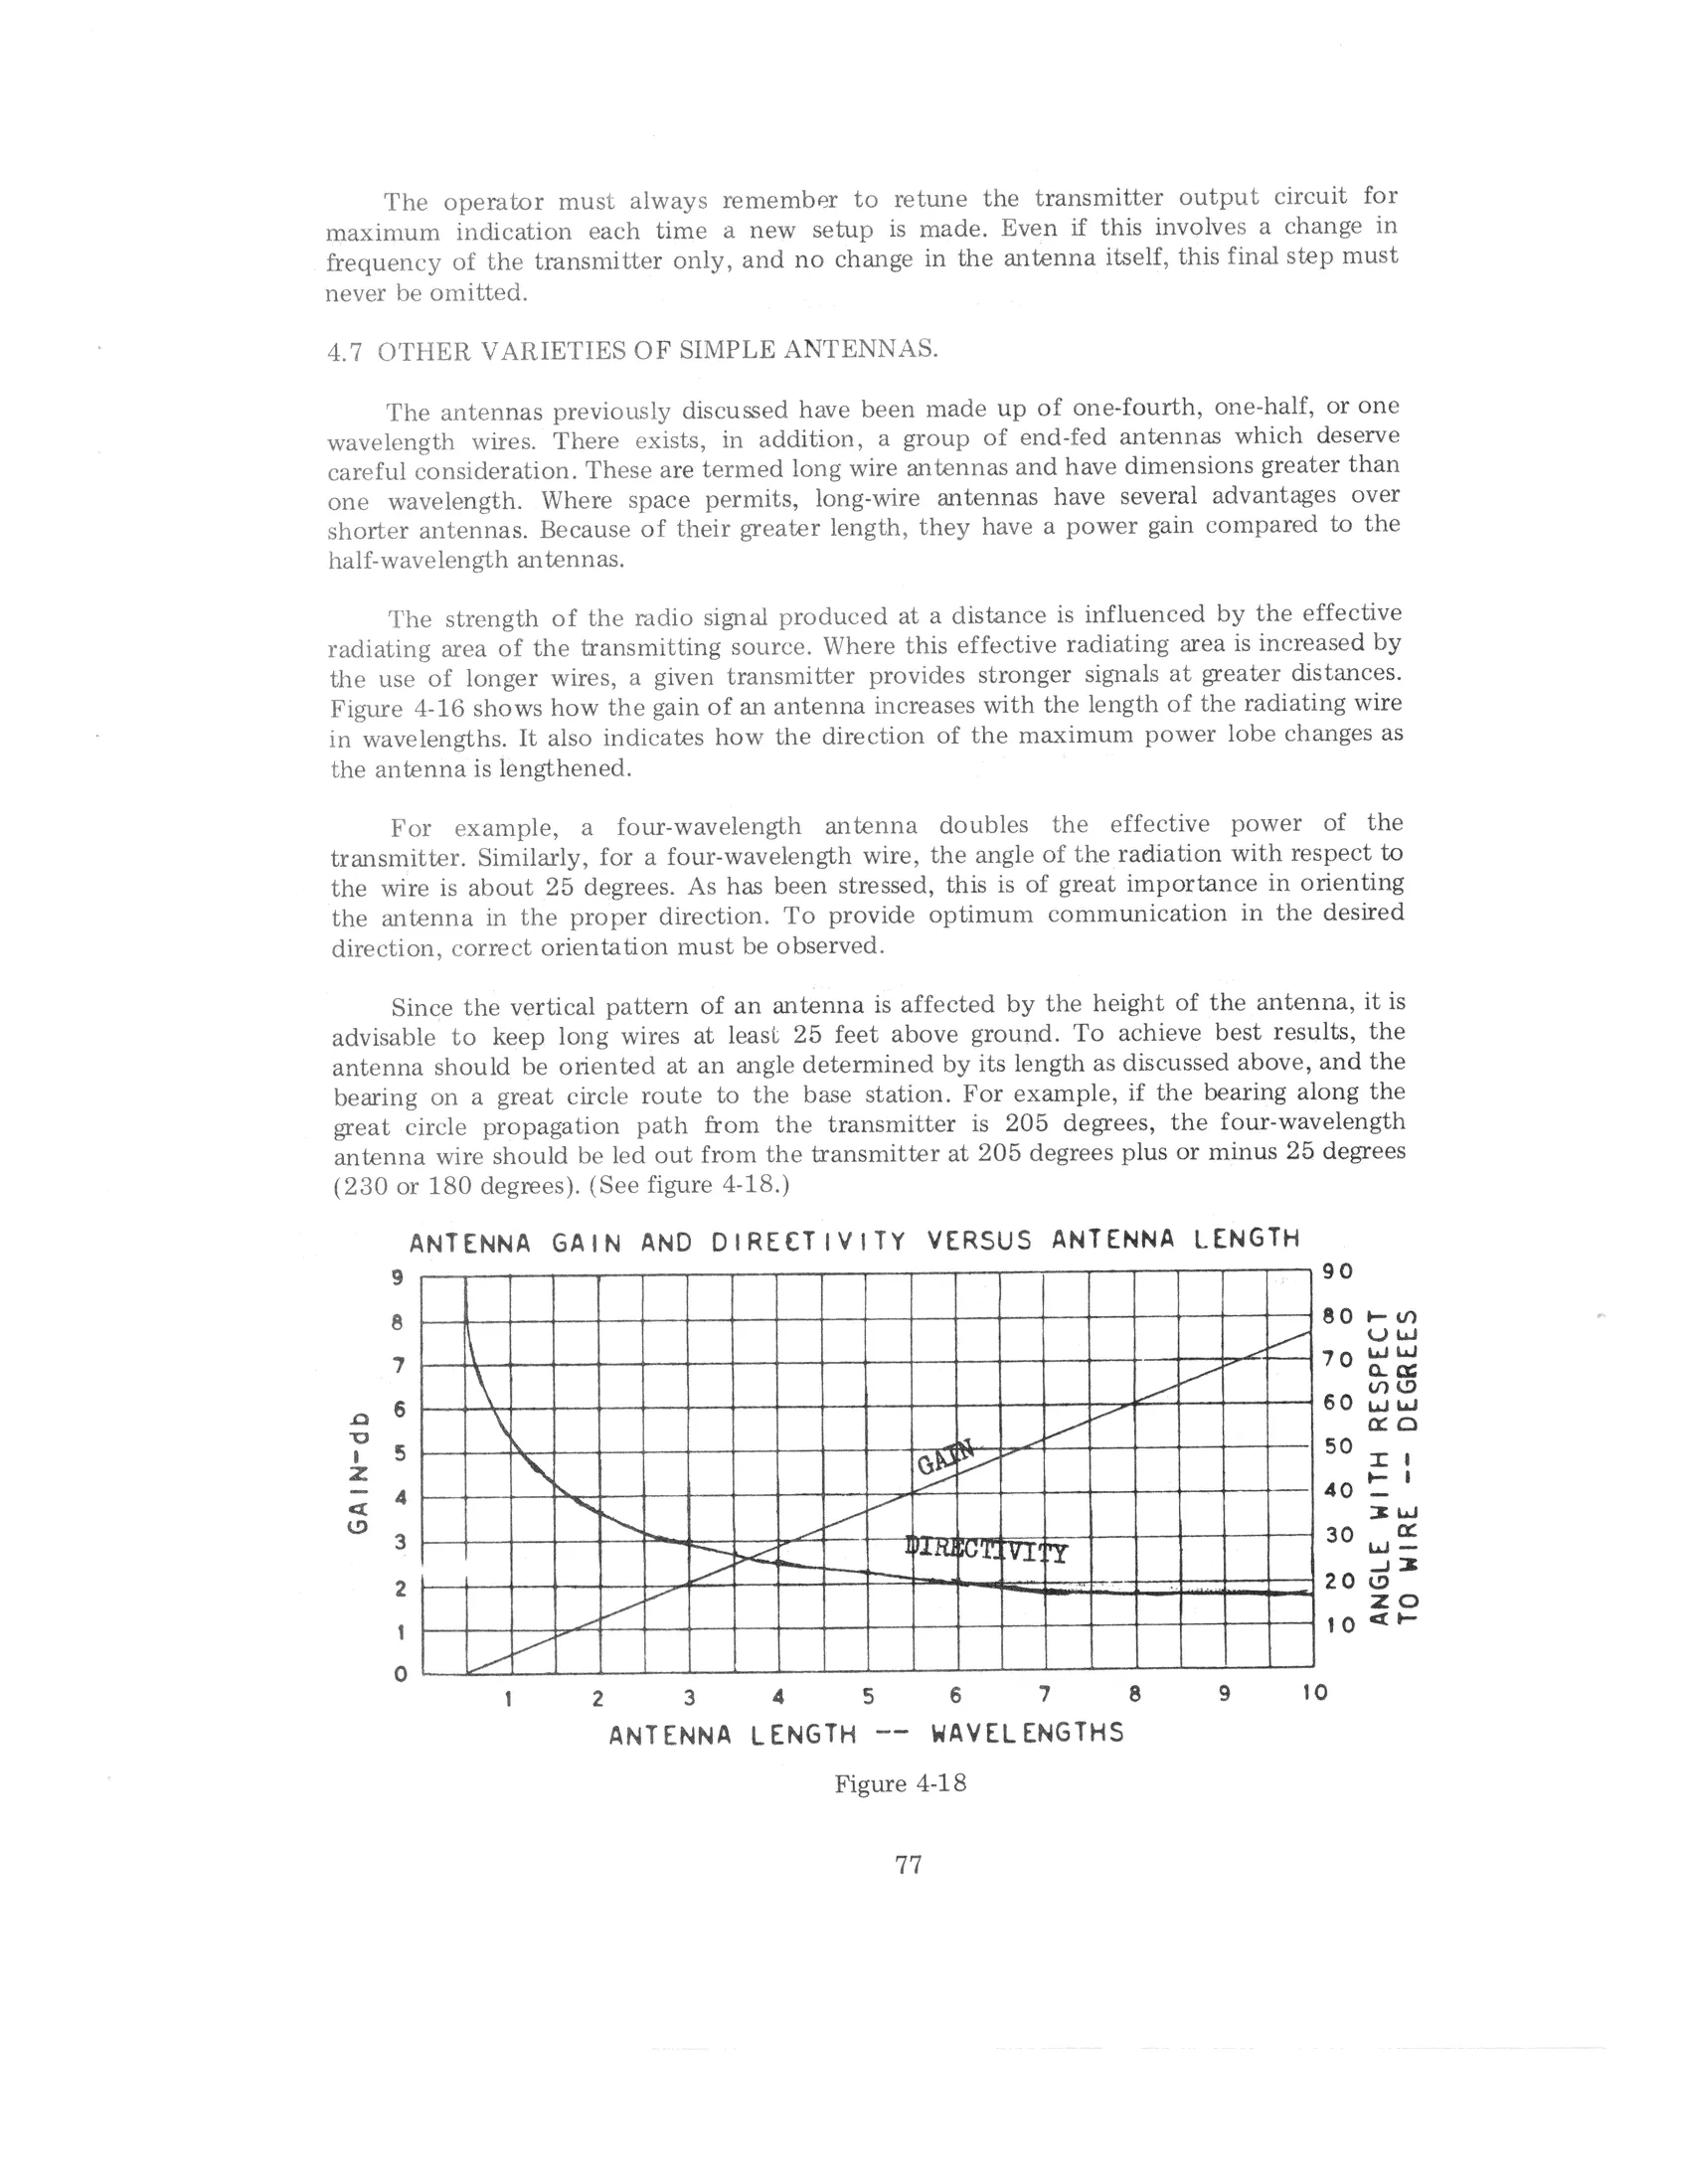 The operator must always remember to retune the transmitter output circuit for
maximum indication each time a new setup is made. Even if this involves a change in
frequency of the transmitter only, and no change in the antenna itself, this final step must
never be omitted.
4.7 OTHER VARIETIES OF SIMPLE ANTENNAS.
The antennas previously discussed have been made up of one-fourth, one-half, or one
wavelength wires. There exists, in addition, a group of end-fed antennas which deserve
careful consideration. These are termed long wire antennas and have dimensions greater than
one wavelength. Where space permits, long-wire antennas have several advantages over
shorter antennas. Because of their greater length, they have a power gain compared to the
half-wavelength antennas.
The strength of the radio signal produced at a distance is influenced by the effective
radiating area of the transmitting source. Where this effective radiating area is increased by
the use of longer wires, a given transmitter provides stronger signals at greater distances.
Figure 4-16 shows how the gain of an antenna increases with the length of the radiating wire
in wavelengths. It also indicates how the direction of the maximum power lobe changes as
the antenna is lengthened.
For example, a four-wavelength antenna doubles the effective power of the
transmitter. Similarly, for a four-wavelength wire, the angle of the radiation with respect to
the wire is about 25 degrees. As has been stressed, this is of great importance in orienting
the antenna in the proper direction. To provide optimum communication in the desired
direction, correct orientation must be observed.
Since the vertical pattern of an antenna is affected by the height of the antenna, it is
advisable to keep long wires at least 25 feet above ground. To achieve best results, the
antenna should be oriented at an angle determined by its length as discussed above, and the
bearing on a great circle route to the base station. For example, if the bearing along the
great circle propagation path from the transmitter is 205 degrees, the four-wavelength
antenna wire should be led out from the transmitter at 205 degrees plus or minus 25 degrees
(230 or 180 degrees). (See figure 4-18.)
ANTENNA GAIN AND DIRECTIVITY VERSUS ANTENNA LENGTH
9
8
7
6
5
4
3
2
1
0
GAIN-db
GAIN
DIRECTIVITY
90
80
70
60
50
40
30
20
10
ANGLE WITH RESPECT
TO WIRE -- DEGREES
1 2 3 4 5 6 7 8 9 10
ANTENNA LENGTH -- WAVELENGTHS
Figure 4-18
77